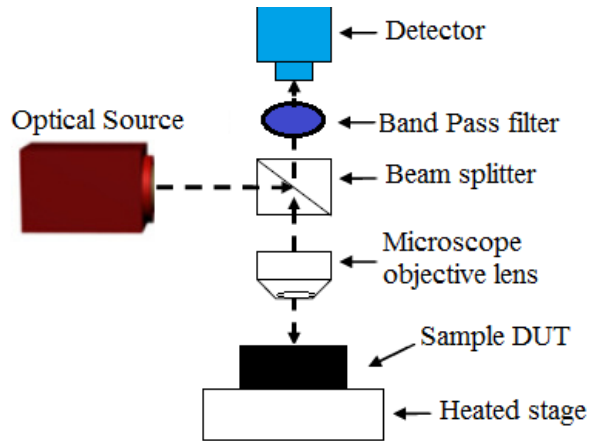 Detector
Optical Source
Band Pass filter
Beam splitter
Microscope
objective lens
Sample DUT
Heated stage